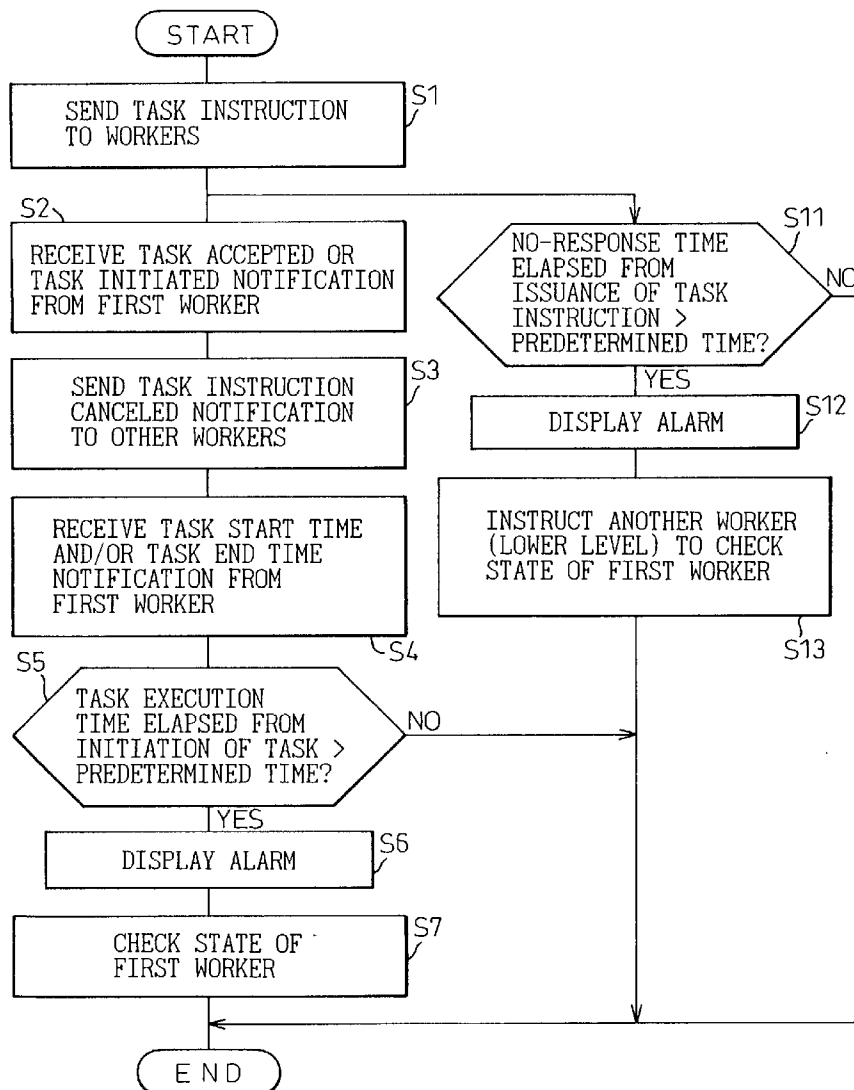 START
S1
SEND TASK INSTRUCTION
TO WORKERS
S2
RECEIVE TASK ACCEPTED OR
TASK INITIATED NOTIFICATION
FROM FIRST WORKER
S3
SEND TASK INSTRUCTION
CANCELED NOTIFICATION
TO OTHER WORKERS
RECEIVE TASK START TIME
AND/OR TASK END TIME
NOTIFICATION FROM
FIRST WORKER
S4
S5
TASK EXECUTION
TIME ELAPSED FROM
INITIATION OF TASK >
PREDETERMINED TIME?
NO
YES
S6
DISPLAY ALARM
S7
CHECK STATE OF
FIRST WORKER
END
S11
NO-RESPONSE TIME
ELAPSED FROM
ISSUANCE OF TASK
INSTRUCTION >
PREDETERMINED TIME?
NO
YES
S12
DISPLAY ALARM
INSTRUCT ANOTHER WORKER
(LOWER LEVEL) TO CHECK
STATE OF FIRST WORKER
S13